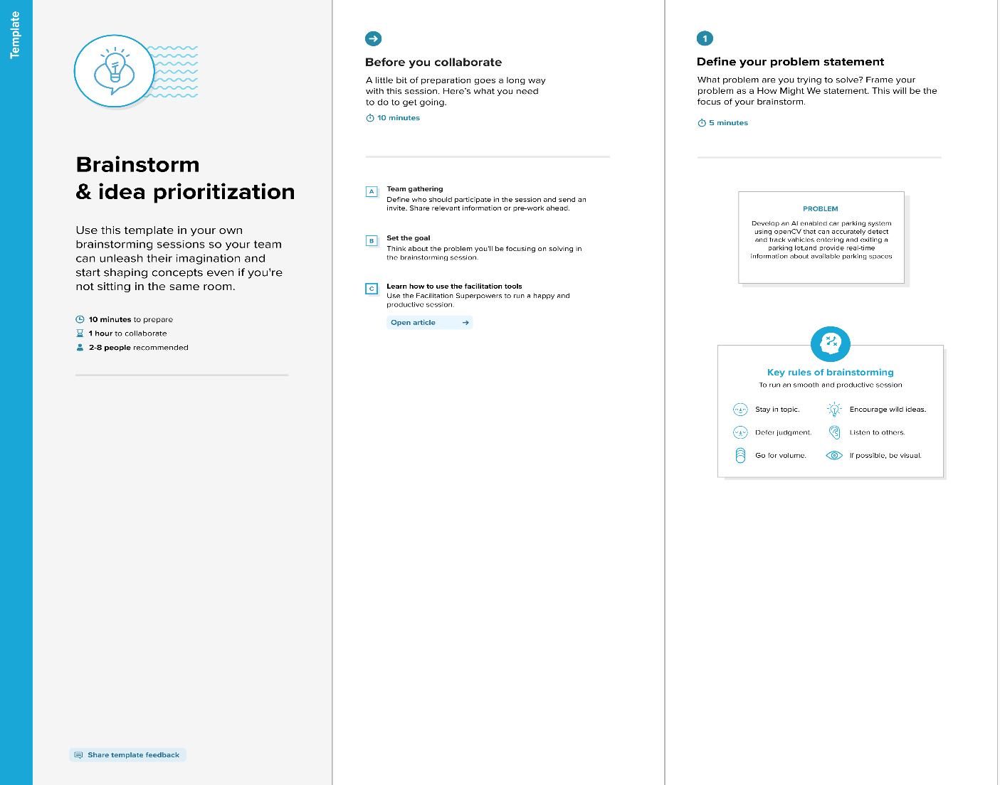 Template
Brainstorm
& idea prioritization
Use this template in your own
brainstorming sessions so your team
can unleash their imagination and
start shaping concepts even if you're
not sitting in the same room.
10 minutes to prepare
1 hour to collaborate
2-8 people recommended
Share template feedback
Before you collaborate
A little bit of preparation goes a long way
with this session. Here's what you need
to do to get going.
10 minutes
A
Team gathering
Define who should participate in the session and send an
invite. Share relevant information or pre-work ahead.
B
Set the goal
Think about the problem you'll be focusing on solving in
the brainstorming session.
C
Learn how to use the facilitation tools
Use the Facilitation Superpowers to run a happy and
productive session.
Open article
1
Define your problem statement
What problem are you trying to solve? Frame your
problem as a How Might We statement. This will be the
focus of your brainstorm.
5 minutes
PROBLEM
Develop an AI enabled car parking system
using openCV that can accurately detect
and track vahicles entering and exiting a
parking lot,and provide real-time
information about available parking spaces
Key rules of brainstorming
To run an smooth and productive session
Stay in topic.
Encourage wild ideas.
Defer judgment.
Listen to others.
Go for volume.
If possible, be visual.